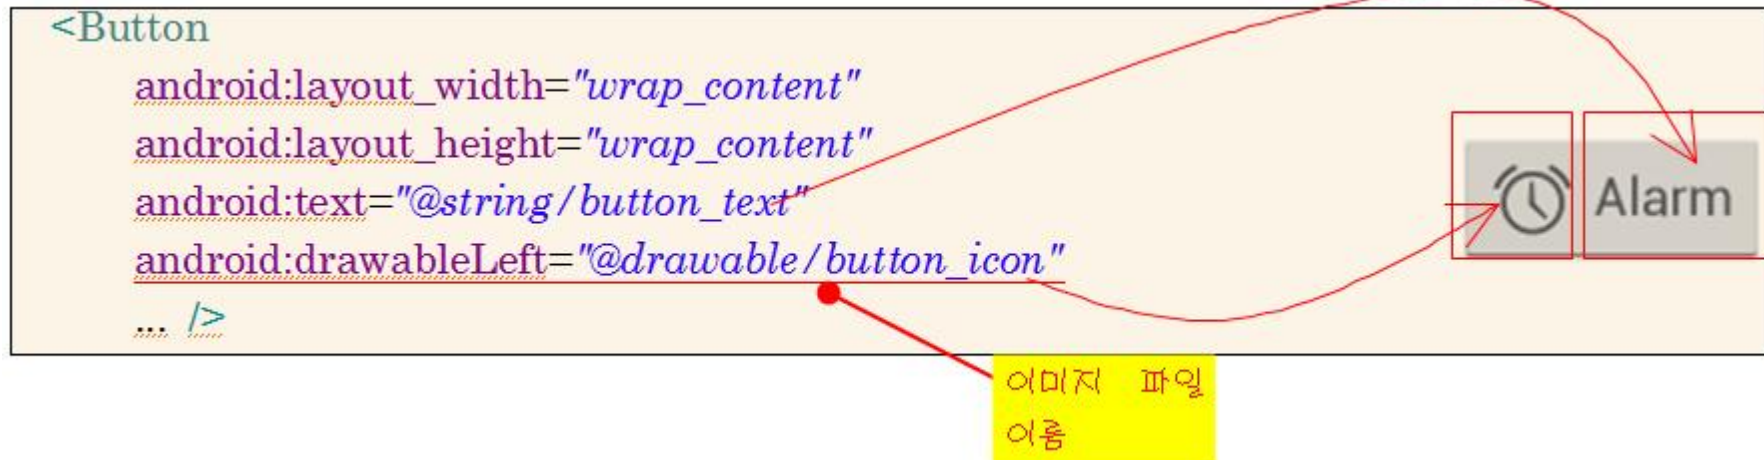 <Button
android:layout_width="wrap_content"
android:layout_height="wrap_content"
android:text="@string/button_text"
android:drawableLeft="@drawable/button_icon"
... />
Alarm
이미지 파일
이름